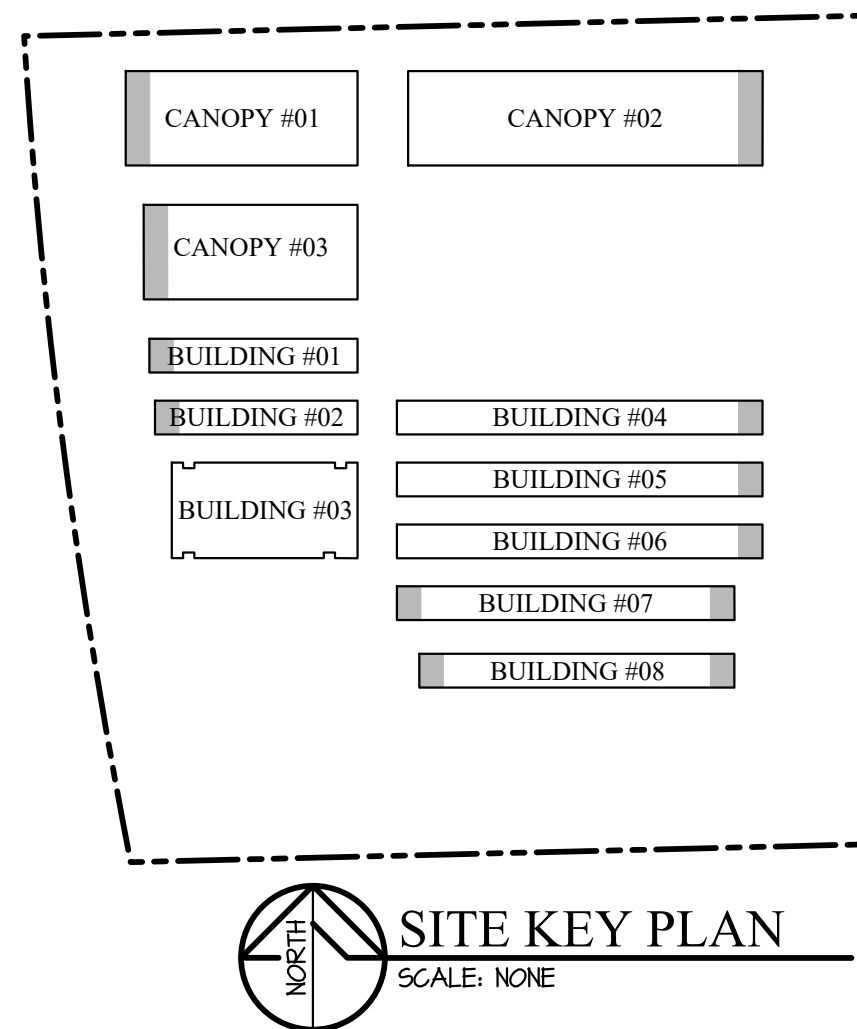 CANOPY #01
CANOPY #02
CANOPY #03
BUILDING #01
BUILDING #02
BUILDING #04
BUILDING #05
BUILDING #03
BUILDING #06
BUILDING #07
BUILDING #08
NORTH
SITE KEY PLAN
SCALE: NONE